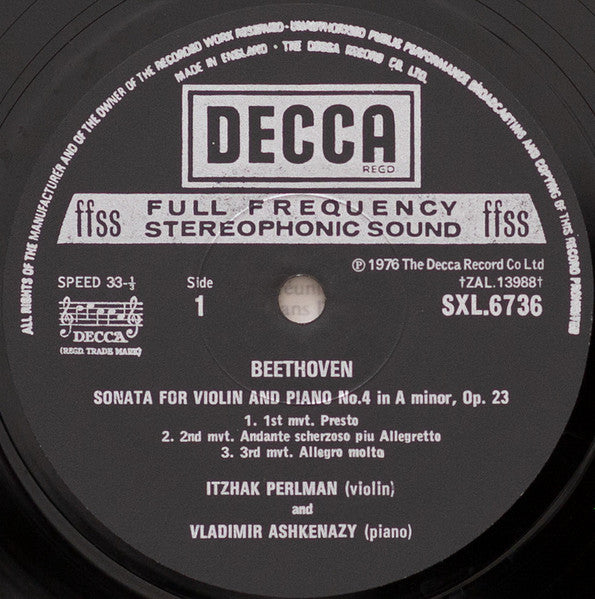 ALL RIGHTS OF THE MANUFACTURER AND OF THE OWNER OF THE RECORDED WORK RESERVED · UNAUTHORISED PUBLIC PERFORMANCE BROADCASTING AND COPYING OF THIS RECORD PROHIBITED
MADE IN ENGLAND · THE DECCA RECORD CO. LTD.
DECCA
REGD
ffss FULL FREQUENCY ffss
STEREOPHONIC SOUND
℗ 1976 The Decca Record Co Ltd
SPEED 33-⅓ Side †ZAL.13988†
1 SXL.6736
DECCA
(REGD. TRADE MARK)
BEETHOVEN
SONATA FOR VIOLIN AND PIANO No.4 in A minor, Op. 23
1. 1st mvt. Presto
2. 2nd mvt. Andante scherzoso piu Allegretto
3. 3rd mvt. Allegro molto
ITZHAK PERLMAN (violin)
and
VLADIMIR ASHKENAZY (piano)